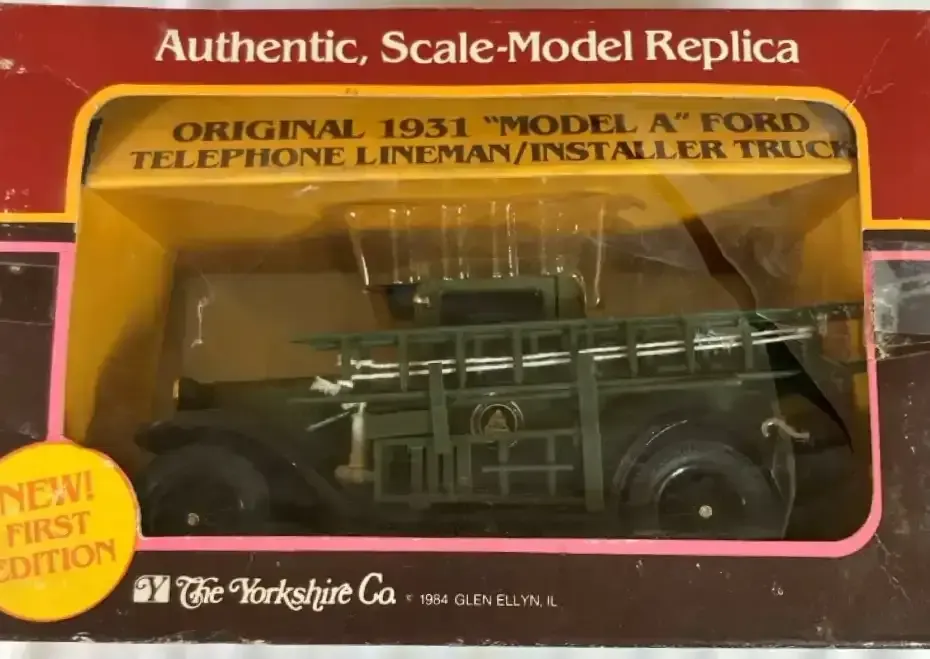 Authentic, Scale-Model Replica
ORIGINAL 1931 "MODEL A" FORD
TELEPHONE LINEMAN/INSTALLER TRUCK
NEW!
FIRST
EDITION
Y The Yorkshire Co. © 1984 GLEN ELLYN, IL